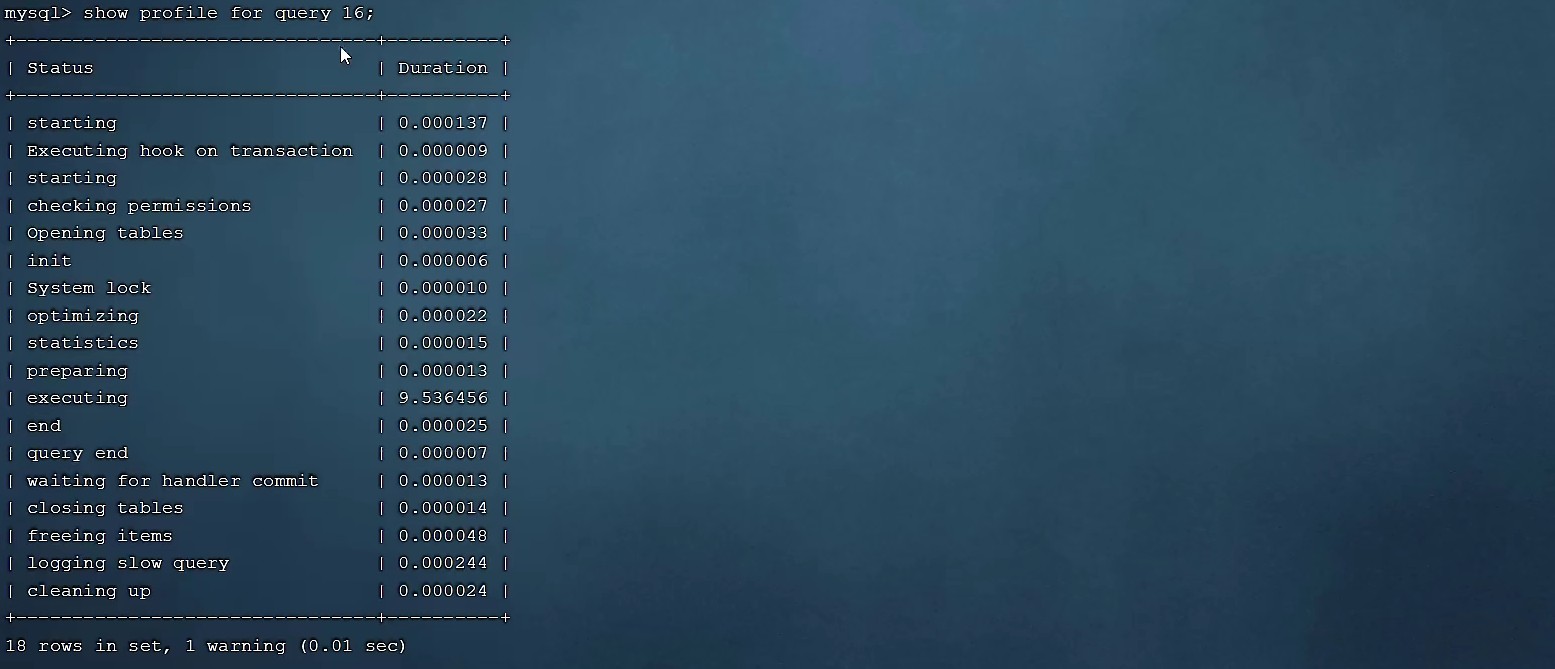 mysql> show profile for query 16;
+--------------------------------+----------+
| Status                         | Duration |
+--------------------------------+----------+
| starting                       | 0.000137 |
| Executing hook on transaction  | 0.000009 |
| starting                       | 0.000028 |
| checking permissions           | 0.000027 |
| Opening tables                 | 0.000033 |
| init                           | 0.000006 |
| System lock                    | 0.000010 |
| optimizing                     | 0.000022 |
| statistics                     | 0.000015 |
| preparing                      | 0.000013 |
| executing                      | 9.536456 |
| end                            | 0.000025 |
| query end                      | 0.000007 |
| waiting for handler commit     | 0.000013 |
| closing tables                 | 0.000014 |
| freeing items                  | 0.000048 |
| logging slow query             | 0.000244 |
| cleaning up                    | 0.000024 |
+--------------------------------+----------+
18 rows in set, 1 warning (0.01 sec)